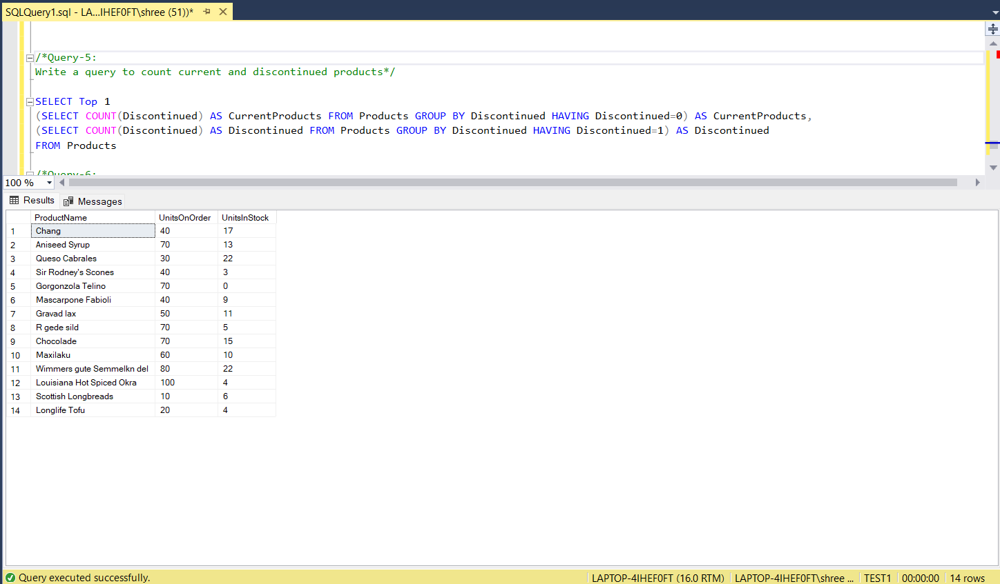 SQLQuery1.sql - LA...IHEF0FT\shree (51))*
/*Query-5:
Write a query to count current and discontinued products*/
SELECT Top 1
(SELECT COUNT(Discontinued) AS CurrentProducts FROM Products GROUP BY Discontinued HAVING Discontinued=0) AS CurrentProducts,
(SELECT COUNT(Discontinued) AS Discontinued FROM Products GROUP BY Discontinued HAVING Discontinued=1) AS Discontinued
FROM Products
/*Query-6:
100 %
Results Messages
ProductName UnitsOnOrder UnitsInStock
1 Chang 40 17
2 Aniseed Syrup 70 13
3 Queso Cabrales 30 22
4 Sir Rodney's Scones 40 3
5 Gorgonzola Telino 70 0
6 Mascarpone Fabioli 40 9
7 Gravad lax 50 11
8 R gede sild 70 5
9 Chocolade 70 15
10 Maxilaku 60 10
11 Wimmers gute Semmelkn del 80 22
12 Louisiana Hot Spiced Okra 100 4
13 Scottish Longbreads 10 6
14 Longlife Tofu 20 4
Query executed successfully. LAPTOP-4IHEF0FT (16.0 RTM) LAPTOP-4IHEF0FT\shree ... TEST1 00:00:00 14 rows